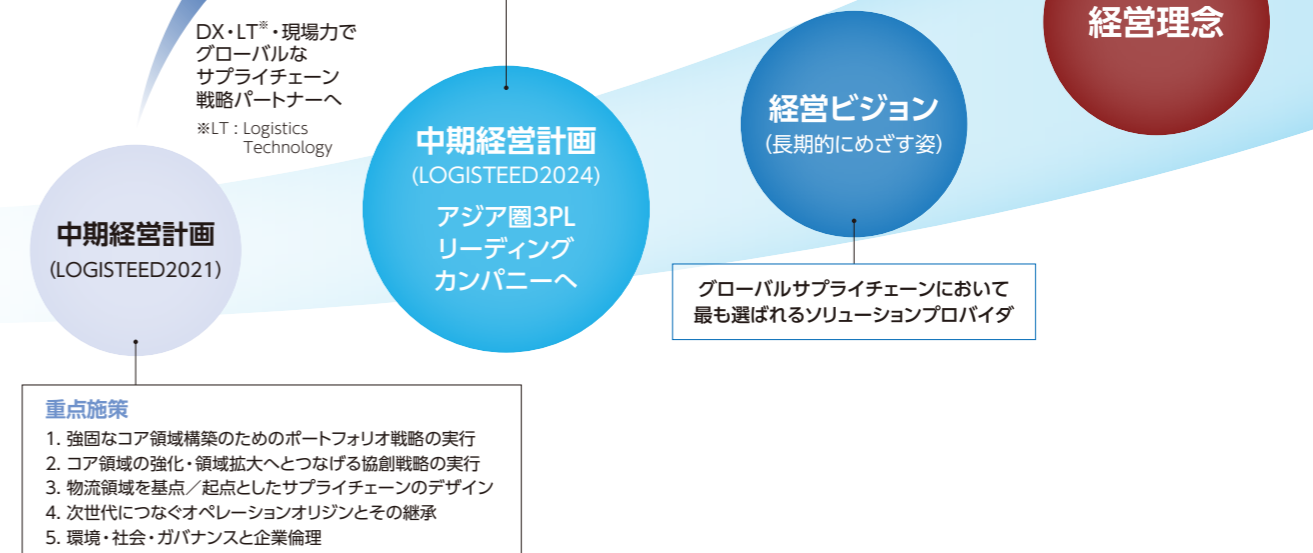 DX・LT※・現場力で
グローバルな
サプライチェーン
戦略パートナーへ
※LT : Logistics
Technology
中期経営計画
(LOGISTEED2021)
中期経営計画
(LOGISTEED2024)
アジア圏3PL
リーディング
カンパニーへ
経営ビジョン
(長期的にめざす姿)
経営理念
グローバルサプライチェーンにおいて
最も選ばれるソリューションプロバイダ
重点施策
1. 強固なコア領域構築のためのポートフォリオ戦略の実行
2. コア領域の強化・領域拡大へとつなげる協創戦略の実行
3. 物流領域を基点／起点としたサプライチェーンのデザイン
4. 次世代につなぐオペレーションオリジンとその継承
5. 環境・社会・ガバナンスと企業倫理